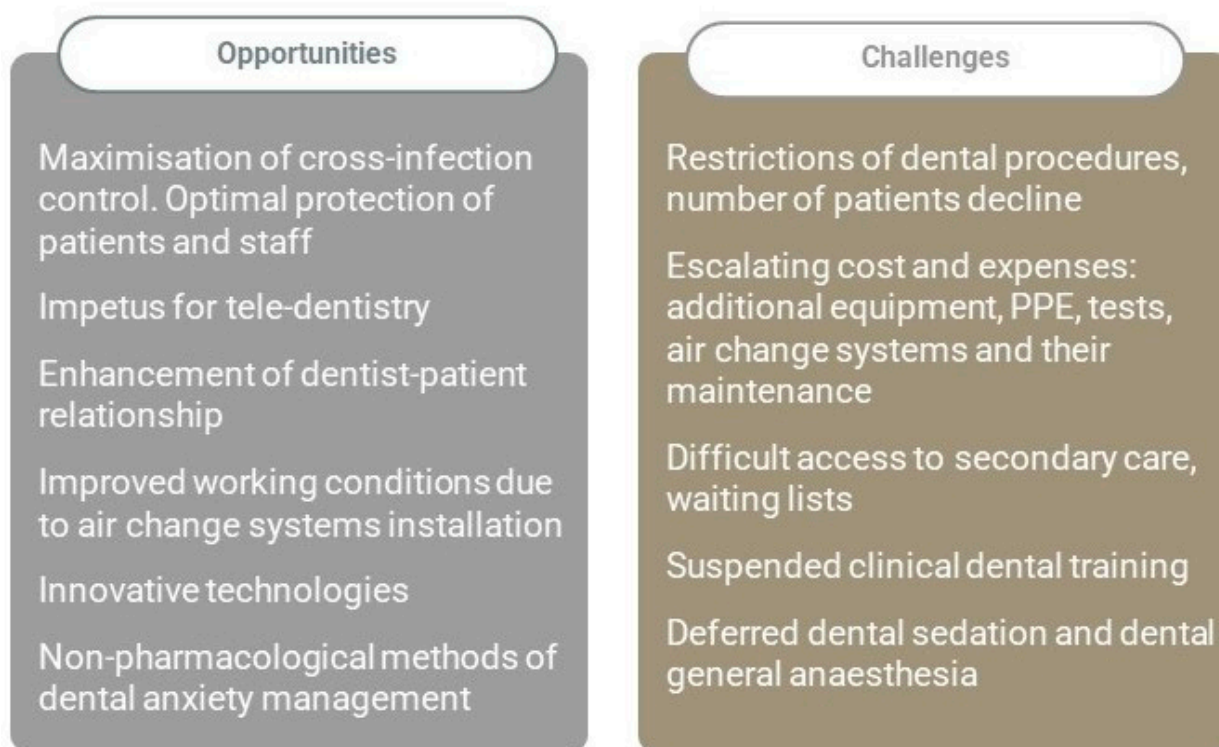 Opportunities
Maximisation of cross-infection
control. Optimal protection of
patients and staff
Impetus for tele-dentistry
Enhancement of dentist-patient
relationship
Improved working conditions due
to air change systems installation
Innovative technologies
Non-pharmacological methods of
dental anxiety management
Challenges
Restrictions of dental procedures,
number of patients decline
Escalating cost and expenses:
additional equipment, PPE, tests,
air change systems and their
maintenance
Difficult access to secondary care,
waiting lists
Suspended clinical dental training
Deferred dental sedation and dental
general anaesthesia